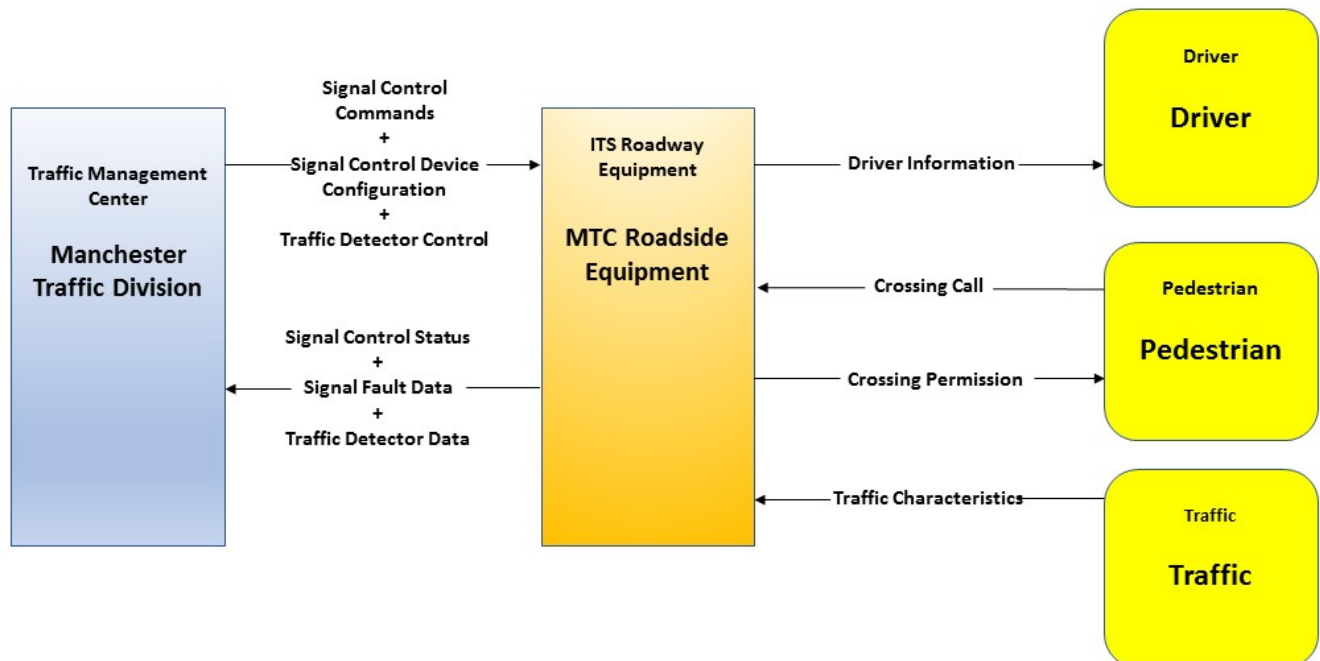 Traffic Management
Center
Manchester
Traffic Division
Signal Control
Commands
+
Signal Control Device
Configuration
+
Traffic Detector Control
Signal Control Status
+
Signal Fault Data
+
Traffic Detector Data
ITS Roadway
Equipment
MTC Roadside
Equipment
Driver Information
Crossing Call
Crossing Permission
Traffic Characteristics
Driver
Driver
Pedestrian
Pedestrian
Traffic
Traffic